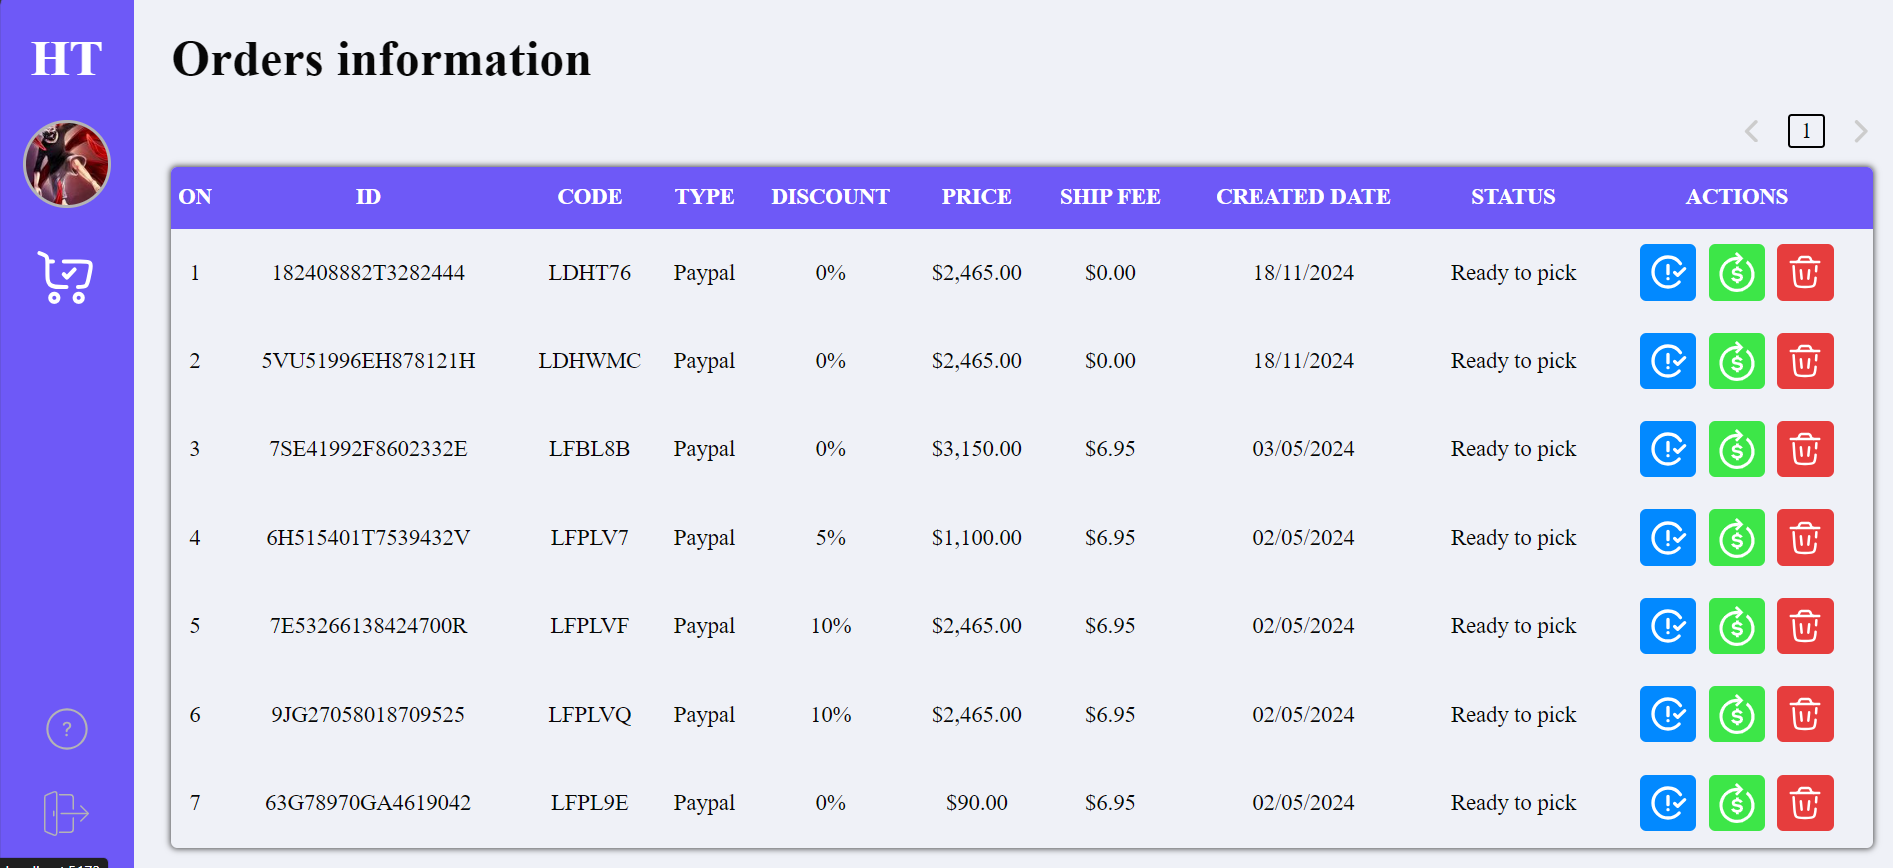 HT
Orders information
1
ON ID CODE TYPE DISCOUNT PRICE SHIP FEE CREATED DATE STATUS ACTIONS
1 182408882T3282444 LDHT76 Paypal 0% $2,465.00 $0.00 18/11/2024 Ready to pick
2 5VU51996EH878121H LDHWMC Paypal 0% $2,465.00 $0.00 18/11/2024 Ready to pick
3 7SE41992F8602332E LFBL8B Paypal 0% $3,150.00 $6.95 03/05/2024 Ready to pick
4 6H515401T7539432V LFPLV7 Paypal 5% $1,100.00 $6.95 02/05/2024 Ready to pick
5 7E53266138424700R LFPLVF Paypal 10% $2,465.00 $6.95 02/05/2024 Ready to pick
6 9JG27058018709525 LFPLVQ Paypal 10% $2,465.00 $6.95 02/05/2024 Ready to pick
7 63G78970GA4619042 LFPL9E Paypal 0% $90.00 $6.95 02/05/2024 Ready to pick
?